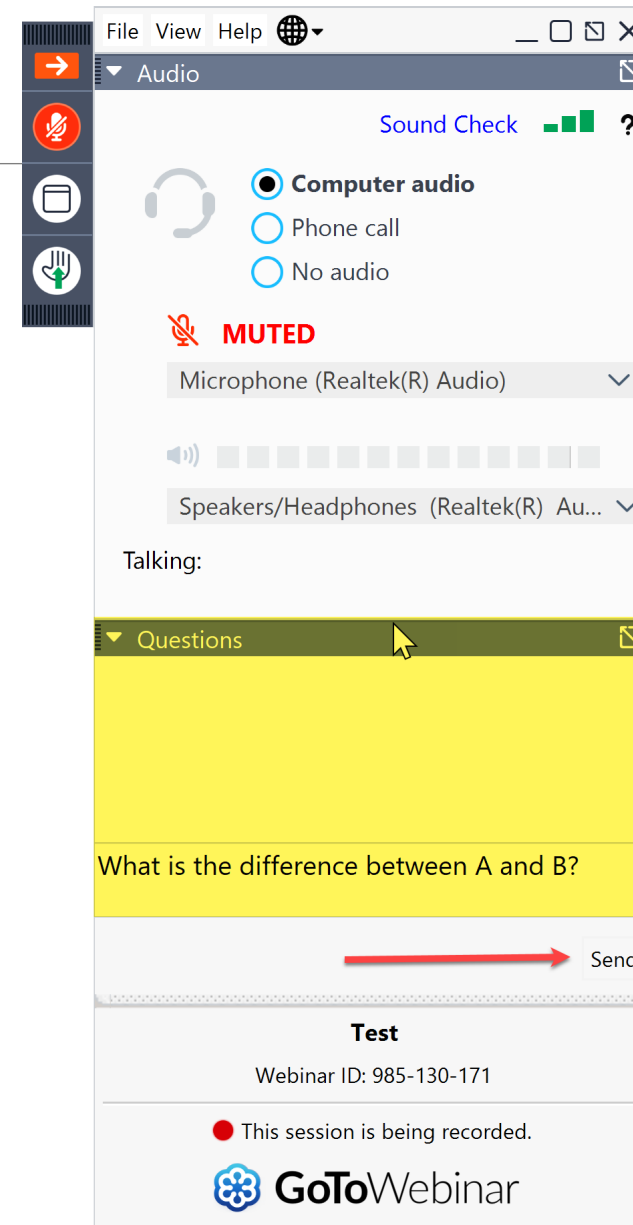 File View Help
Audio
Sound Check ?
Computer audio
Phone call
No audio
MUTED
Microphone (Realtek(R) Audio)
Speakers/Headphones (Realtek(R) Au...
Talking:
Questions
What is the difference between A and B?
Send
Test
Webinar ID: 985-130-171
This session is being recorded.
GoToWebinar